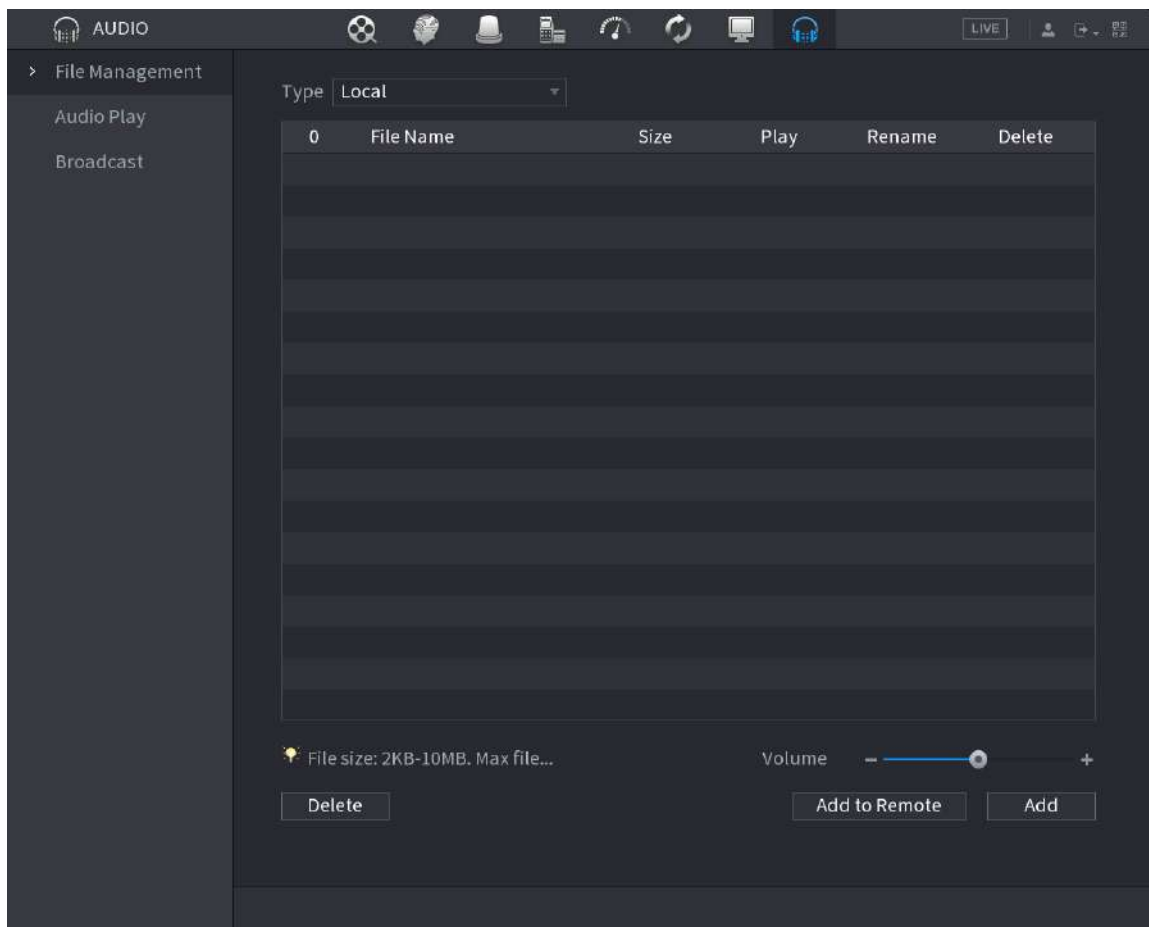 AUDIO
LIVE
File Management
Audio Play
Broadcast
Type Local
0 File Name Size Play Rename Delete
File size: 2KB-10MB. Max file...
Volume
Delete
Add to Remote
Add